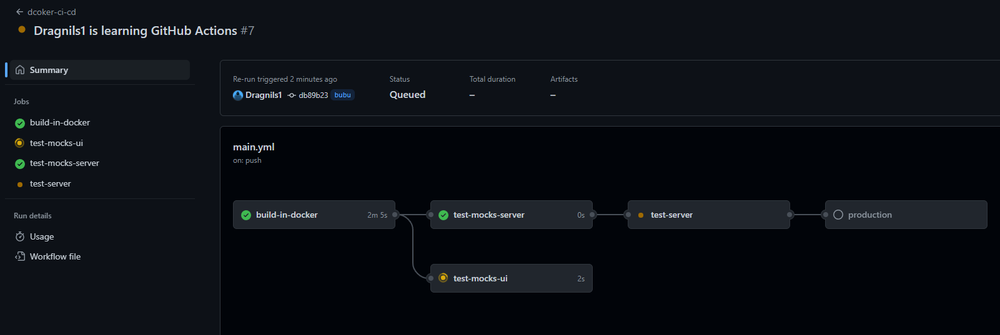 dcoker-ci-cd
Dragnils1 is learning GitHub Actions #7
Summary
Jobs
build-in-docker
test-mocks-ui
test-mocks-server
test-server
Run details
Usage
Workflow file
Re-run triggered 2 minutes ago
Dragnils1 db89b23 bubu
Status
Queued
Total duration
–
Artifacts
–
main.yml
on: push
build-in-docker 2m 5s
test-mocks-server 0s
test-server
production
test-mocks-ui 2s